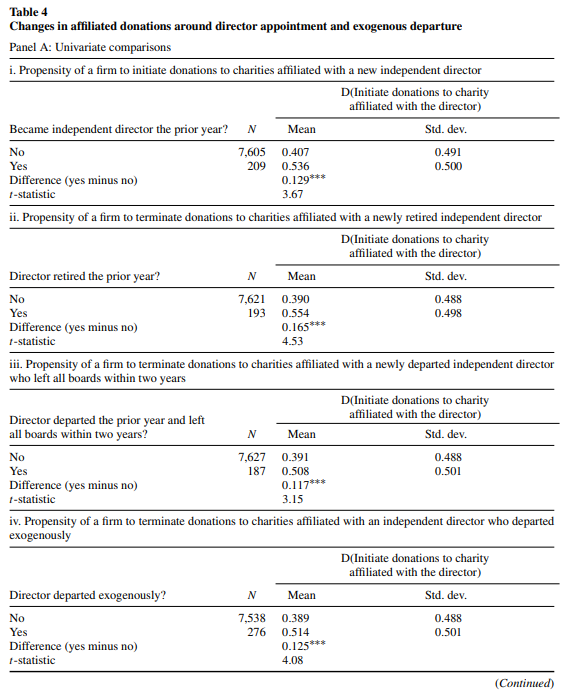 Table 4
Changes in affiliated donations around director appointment and exogenous departure
Panel A: Univariate comparisons
i. Propensity of a firm to initiate donations to charities affiliated with a new independent director
D(Initiate donations to charity
affiliated with the director)
Became independent director the prior year? N Mean Std. dev.
No 7,605 0.407 0.491
Yes 209 0.536 0.500
Difference (yes minus no) 0.129***
t-statistic 3.67
ii. Propensity of a firm to terminate donations to charities affiliated with a newly retired independent director
D(Initiate donations to charity
affiliated with the director)
Director retired the prior year? N Mean Std. dev.
No 7,621 0.390 0.488
Yes 193 0.554 0.498
Difference (yes minus no) 0.165***
t-statistic 4.53
iii. Propensity of a firm to terminate donations to charities affiliated with a newly departed independent director
who left all boards within two years
D(Initiate donations to charity
affiliated with the director)
Director departed the prior year and left
all boards within two years? N Mean Std. dev.
No 7,627 0.391 0.488
Yes 187 0.508 0.501
Difference (yes minus no) 0.117***
t-statistic 3.15
iv. Propensity of a firm to terminate donations to charities affiliated with an independent director who departed
exogenously
D(Initiate donations to charity
affiliated with the director)
Director departed exogenously? N Mean Std. dev.
No 7,538 0.389 0.488
Yes 276 0.514 0.501
Difference (yes minus no) 0.125***
t-statistic 4.08
(Continued)